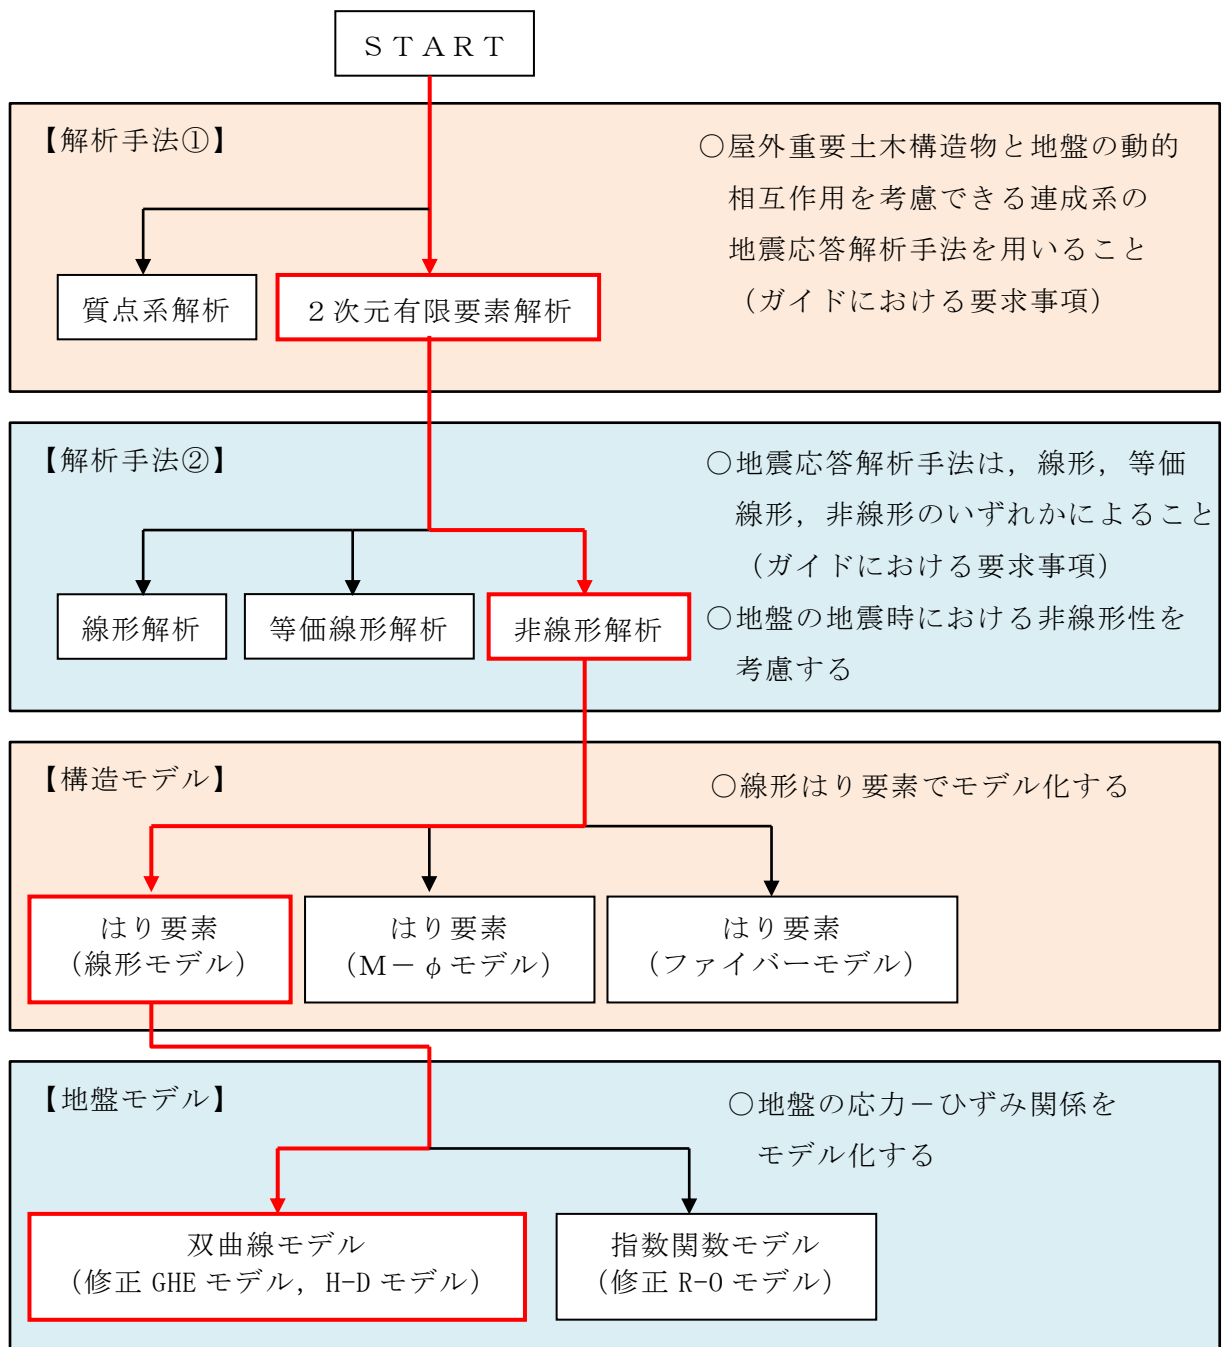 ＳＴＡＲＴ
【解析手法①】
○屋外重要土木構造物と地盤の動的
相互作用を考慮できる連成系の
地震応答解析手法を用いること
（ガイドにおける要求事項）
質点系解析
２次元有限要素解析
【解析手法②】
○地震応答解析手法は，線形，等価
線形，非線形のいずれかによること
（ガイドにおける要求事項）
○地盤の地震時における非線形性を
考慮する
線形解析
等価線形解析
非線形解析
【構造モデル】
○線形はり要素でモデル化する
はり要素
（線形モデル）
はり要素
（Ｍ－φモデル）
はり要素
（ファイバーモデル）
【地盤モデル】
○地盤の応力－ひずみ関係を
モデル化する
双曲線モデル
（修正 GHE モデル，H-D モデル）
指数関数モデル
（修正 R-O モデル）